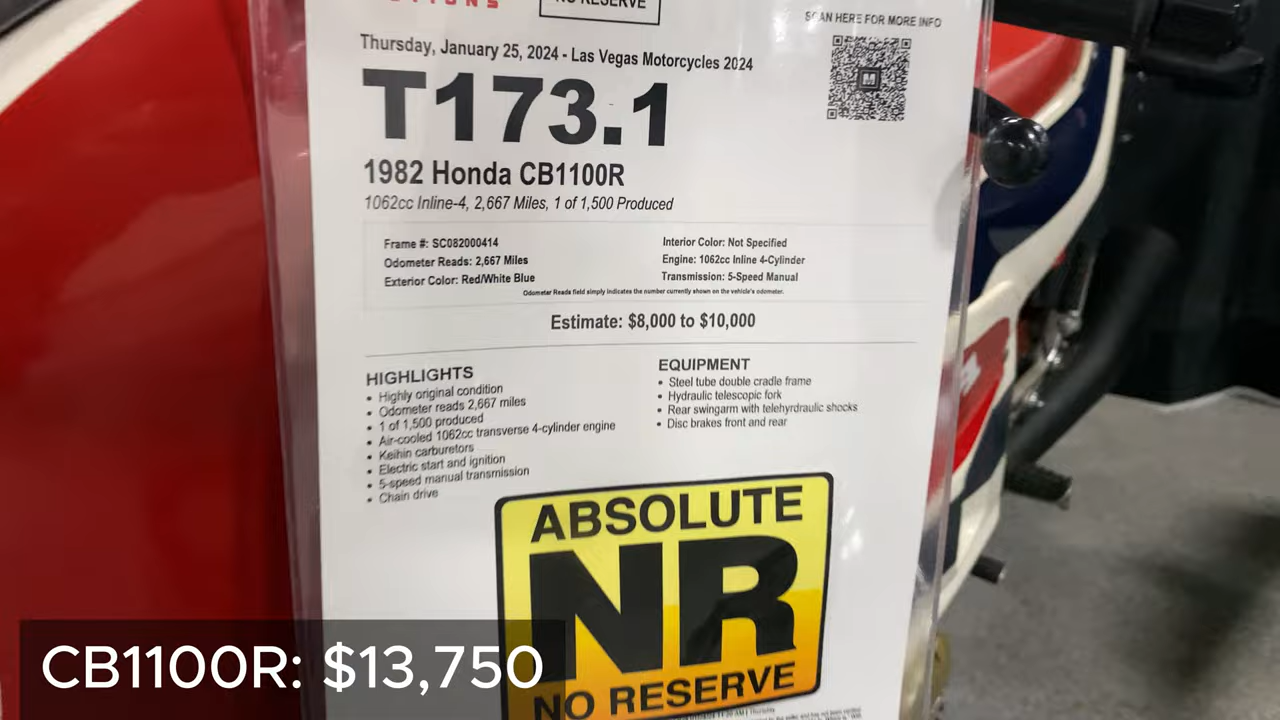 NO RESERVE
SCAN HERE FOR MORE INFO
Thursday, January 25, 2024 - Las Vegas Motorcycles 2024
T173.1
1982 Honda CB1100R
1062cc Inline-4, 2,667 Miles, 1 of 1,500 Produced
Frame #: SC082000414
Odometer Reads: 2,667 Miles
Exterior Color: Red/White Blue
Interior Color: Not Specified
Engine: 1062cc Inline 4-Cylinder
Transmission: 5-Speed Manual
Odometer Reads field simply indicates the number currently shown on the vehicle's odometer.
Estimate: $8,000 to $10,000
HIGHLIGHTS
• Highly original condition
• Odometer reads 2,667 miles
• 1 of 1,500 produced
• Air-cooled 1062cc transverse 4-cylinder engine
• Keihin carburetors
• Electric start and ignition
• 5-speed manual transmission
• Chain drive
EQUIPMENT
• Steel tube double cradle frame
• Hydraulic telescopic fork
• Rear swingarm with telehyrdraulic shocks
• Disc brakes front and rear
ABSOLUTE
NR
NO RESERVE
CB1100R: $13,750